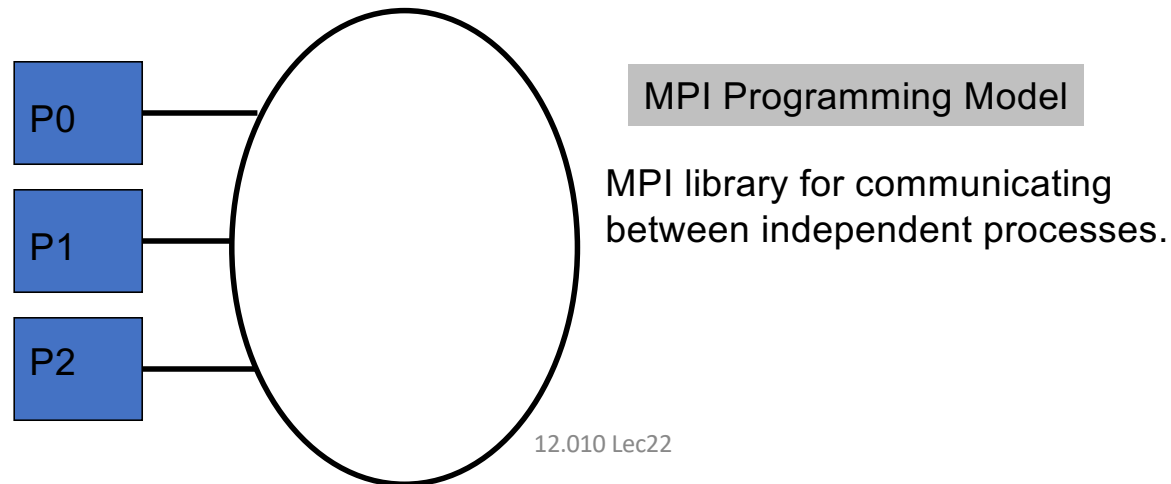 P0
P1
P2
MPI Programming Model
MPI library for communicating
between independent processes.
12.010 Lec22